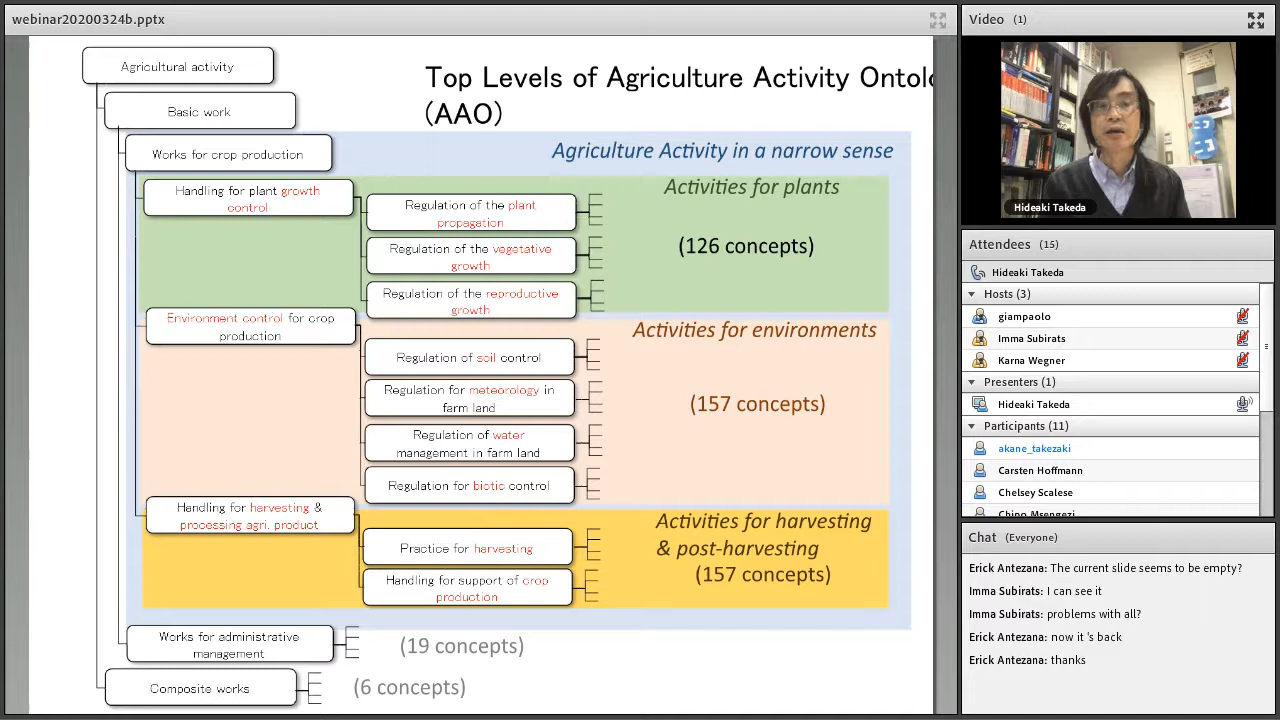 webinar20200324b.pptx
Agricultural activity
Top Levels of Agriculture Activity Ontolo
(AAO)
Basic work
Works for crop production
Agriculture Activity in a narrow sense
Handling for plant growth
control
Activities for plants
Regulation of the plant
propagation
(126 concepts)
Regulation of the vegetative
growth
Regulation of the reproductive
growth
Environment control for crop
production
Activities for environments
Regulation of soil control
Regulation for meteorology in
farm land
(157 concepts)
Regulation of water
management in farm land
Regulation for biotic control
Handling for harvesting &
processing agri. product
Activities for harvesting
& post-harvesting
(157 concepts)
Practice for harvesting
Handling for support of crop
production
Works for administrative
management
(19 concepts)
Composite works
(6 concepts)
Video (1)
Hideaki Takeda
Attendees (15)
Hideaki Takeda
Hosts (3)
giampaolo
Imma Subirats
Karna Wegner
Presenters (1)
Hideaki Takeda
Participants (11)
akane_takezaki
Carsten Hoffmann
Chelsey Scalese
Chipo Msengezi
Chat (Everyone)
Erick Antezana: The current slide seems to be empty?
Imma Subirats: I can see it
Imma Subirats: problems with all?
Erick Antezana: now it 's back
Erick Antezana: thanks